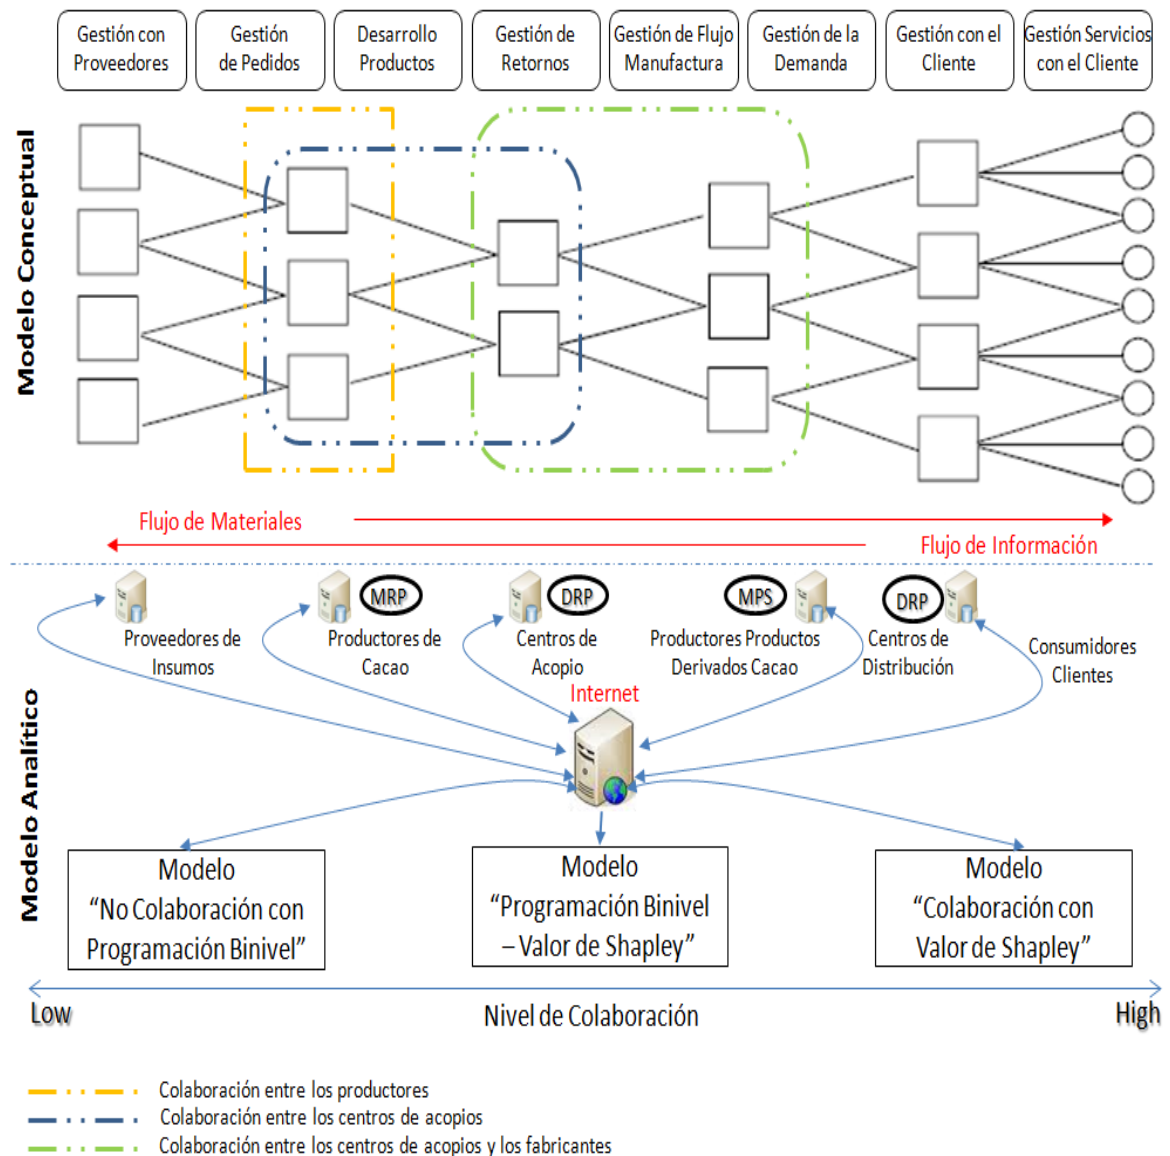 Gestión con
Proveedores
Gestión
de Pedidos
Desarrollo
Productos
Gestión de
Retornos
Gestión de Flujo
Manufactura
Gestión de la
Demanda
Gestión con el
Cliente
Gestión Servicios
con el Cliente
Modelo Conceptual
Flujo de Materiales
Flujo de Información
Modelo Analítico
MRP
DRP
MPS
DRP
Proveedores de
Insumos
Productores de
Cacao
Centros de
Acopio
Productores Productos
Derivados Cacao
Centros de
Distribución
Consumidores
Clientes
Internet
Modelo
“No Colaboración con
Programación Binivel”
Modelo
“Programación Binivel
– Valor de Shapley”
Modelo
“Colaboración con
Valor de Shapley”
Low
Nivel de Colaboración
High
Colaboración entre los productores
Colaboración entre los centros de acopios
Colaboración entre los centros de acopios y los fabricantes